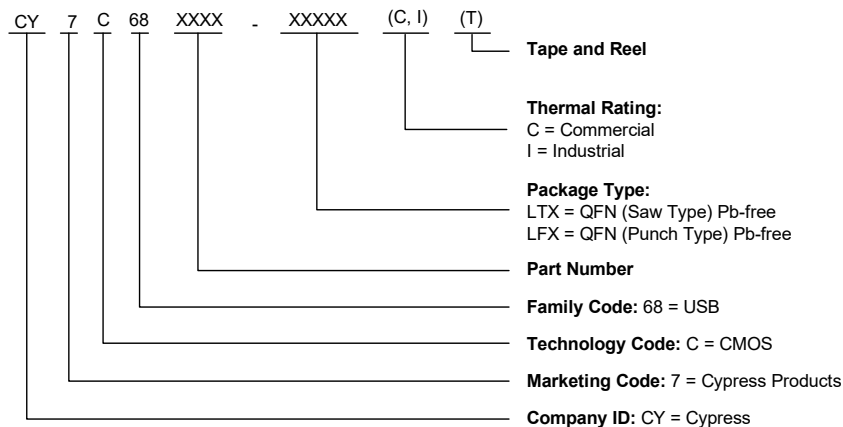 CY 7 C 68 XXXX - XXXXX (C, I) (T)
Tape and Reel
Thermal Rating:
C = Commercial
I = Industrial
Package Type:
LTX = QFN (Saw Type) Pb-free
LFX = QFN (Punch Type) Pb-free
Part Number
Family Code: 68 = USB
Technology Code: C = CMOS
Marketing Code: 7 = Cypress Products
Company ID: CY = Cypress